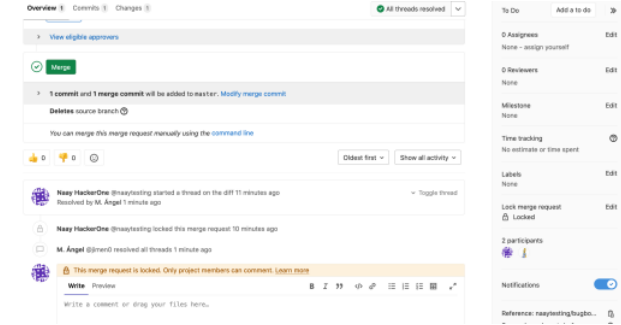 Overview 1 Commits 1 Changes 1
All threads resolved
View eligible approvers
Merge
1 commit and 1 merge commit will be added to master. Modify merge commit
Deletes source branch
You can merge this merge request manually using the command line
👍 0 👎 0
Oldest first Show all activity
Naay HackerOne @naaytesting started a thread on the diff 11 minutes ago
Toggle thread
Resolved by M. Ángel 1 minute ago
Naay HackerOne @naaytesting locked this merge request 10 minutes ago
M. Ángel @jimen0 resolved all threads 1 minute ago
This merge request is locked. Only project members can comment. Learn more
Write Preview
B I
Write a comment or drag your files here…
To Do Add a to do
0 Assignees Edit
None - assign yourself
0 Reviewers Edit
None
Milestone Edit
None
Time tracking
No estimate or time spent
Labels Edit
None
Lock merge request Edit
Locked
2 participants
Notifications
Reference: naaytesting/bugbo...